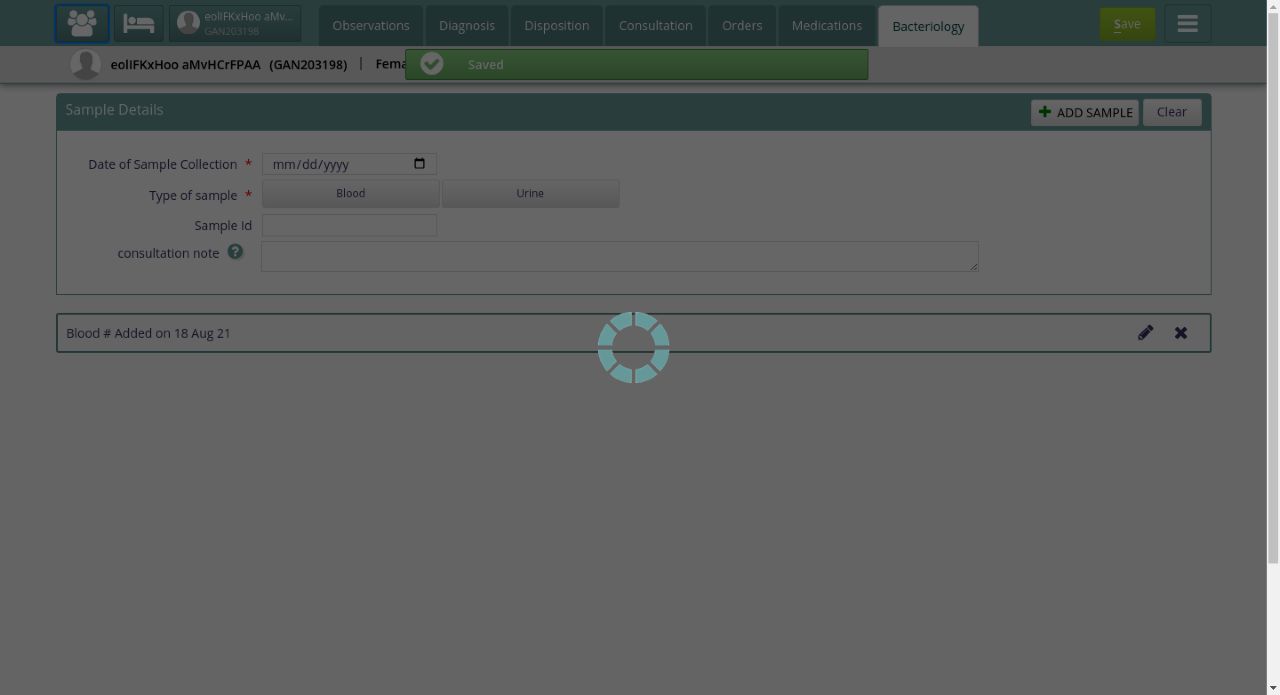 eolIFKxHoo aMv...
GAN203198
Observations
Diagnosis
Disposition
Consultation
Orders
Medications
Bacteriology
Save
eolIFKxHoo aMvHCrFPAA (GAN203198) | Fema
Saved
Sample Details
ADD SAMPLE
Clear
Date of Sample Collection *
mm/dd/yyyy
Type of sample *
Blood
Urine
Sample id
consultation note ?
Blood # Added on 18 Aug 21